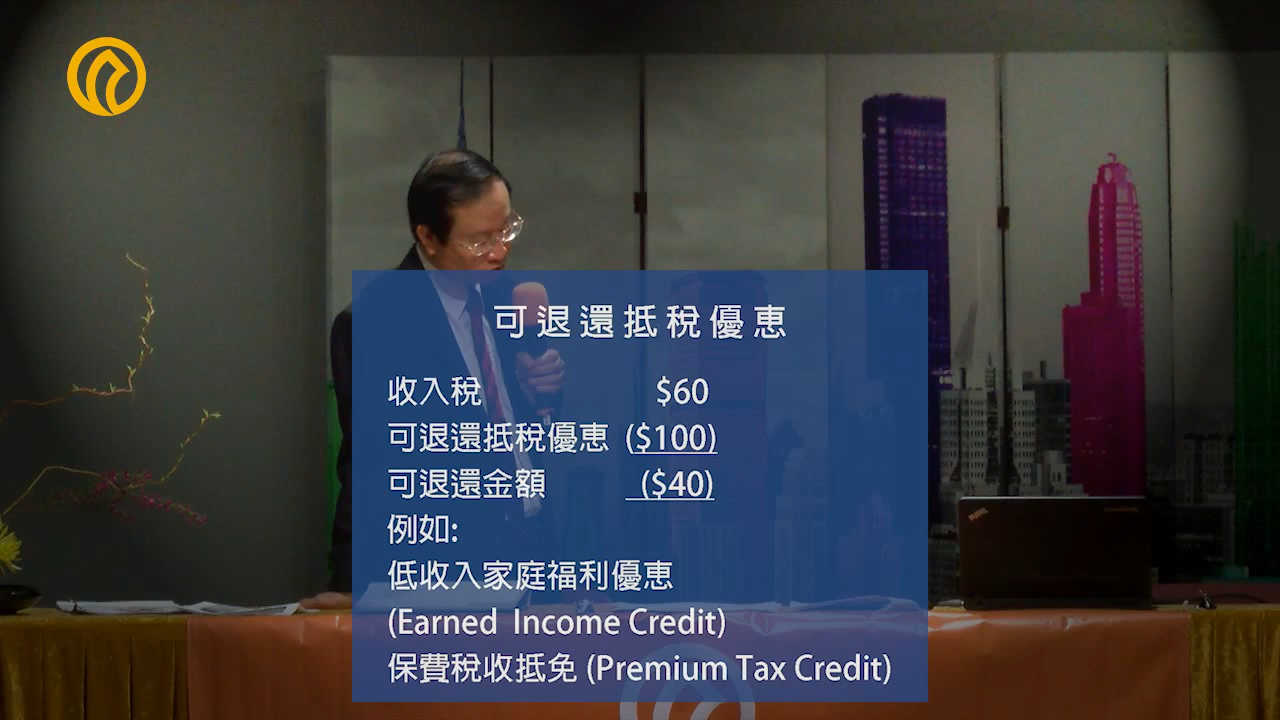 可退還抵稅優惠
收入稅 $60
可退還抵稅優惠 ($100)
可退還金額 ($40)
例如:
低收入家庭福利優惠
(Earned Income Credit)
保費稅收抵免 (Premium Tax Credit)